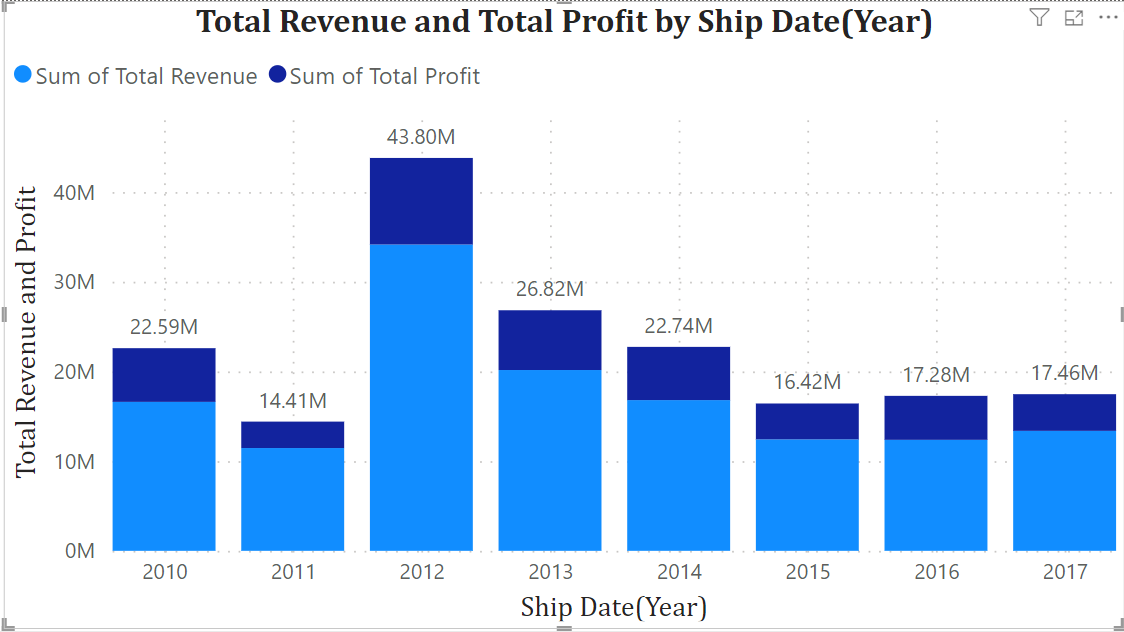 Total Revenue and Total Profit by Ship Date(Year)
Sum of Total Revenue Sum of Total Profit
Total Revenue and Profit
43.80M
40M
30M
26.82M
22.59M
22.74M
20M
16.42M
17.28M
17.46M
14.41M
10M
0M
2010 2011 2012 2013 2014 2015 2016 2017
Ship Date(Year)